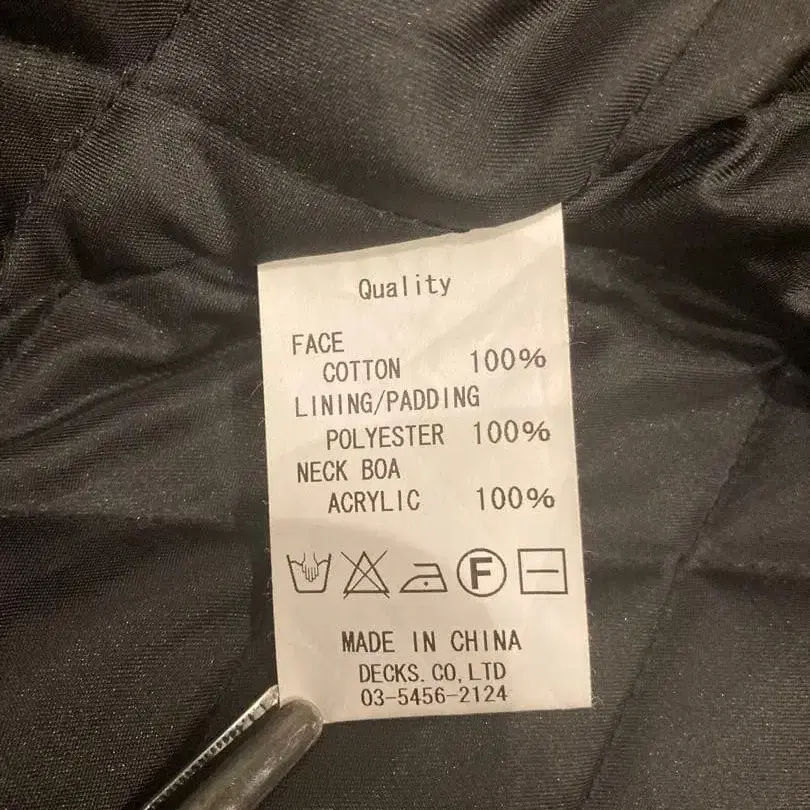 Quality
FACE
COTTON 100%
LINING/PADDING
POLYESTER 100%
NECK BOA
ACRYLIC 100%
F
MADE IN CHINA
DECKS. CO, LTD
03-5456-2124